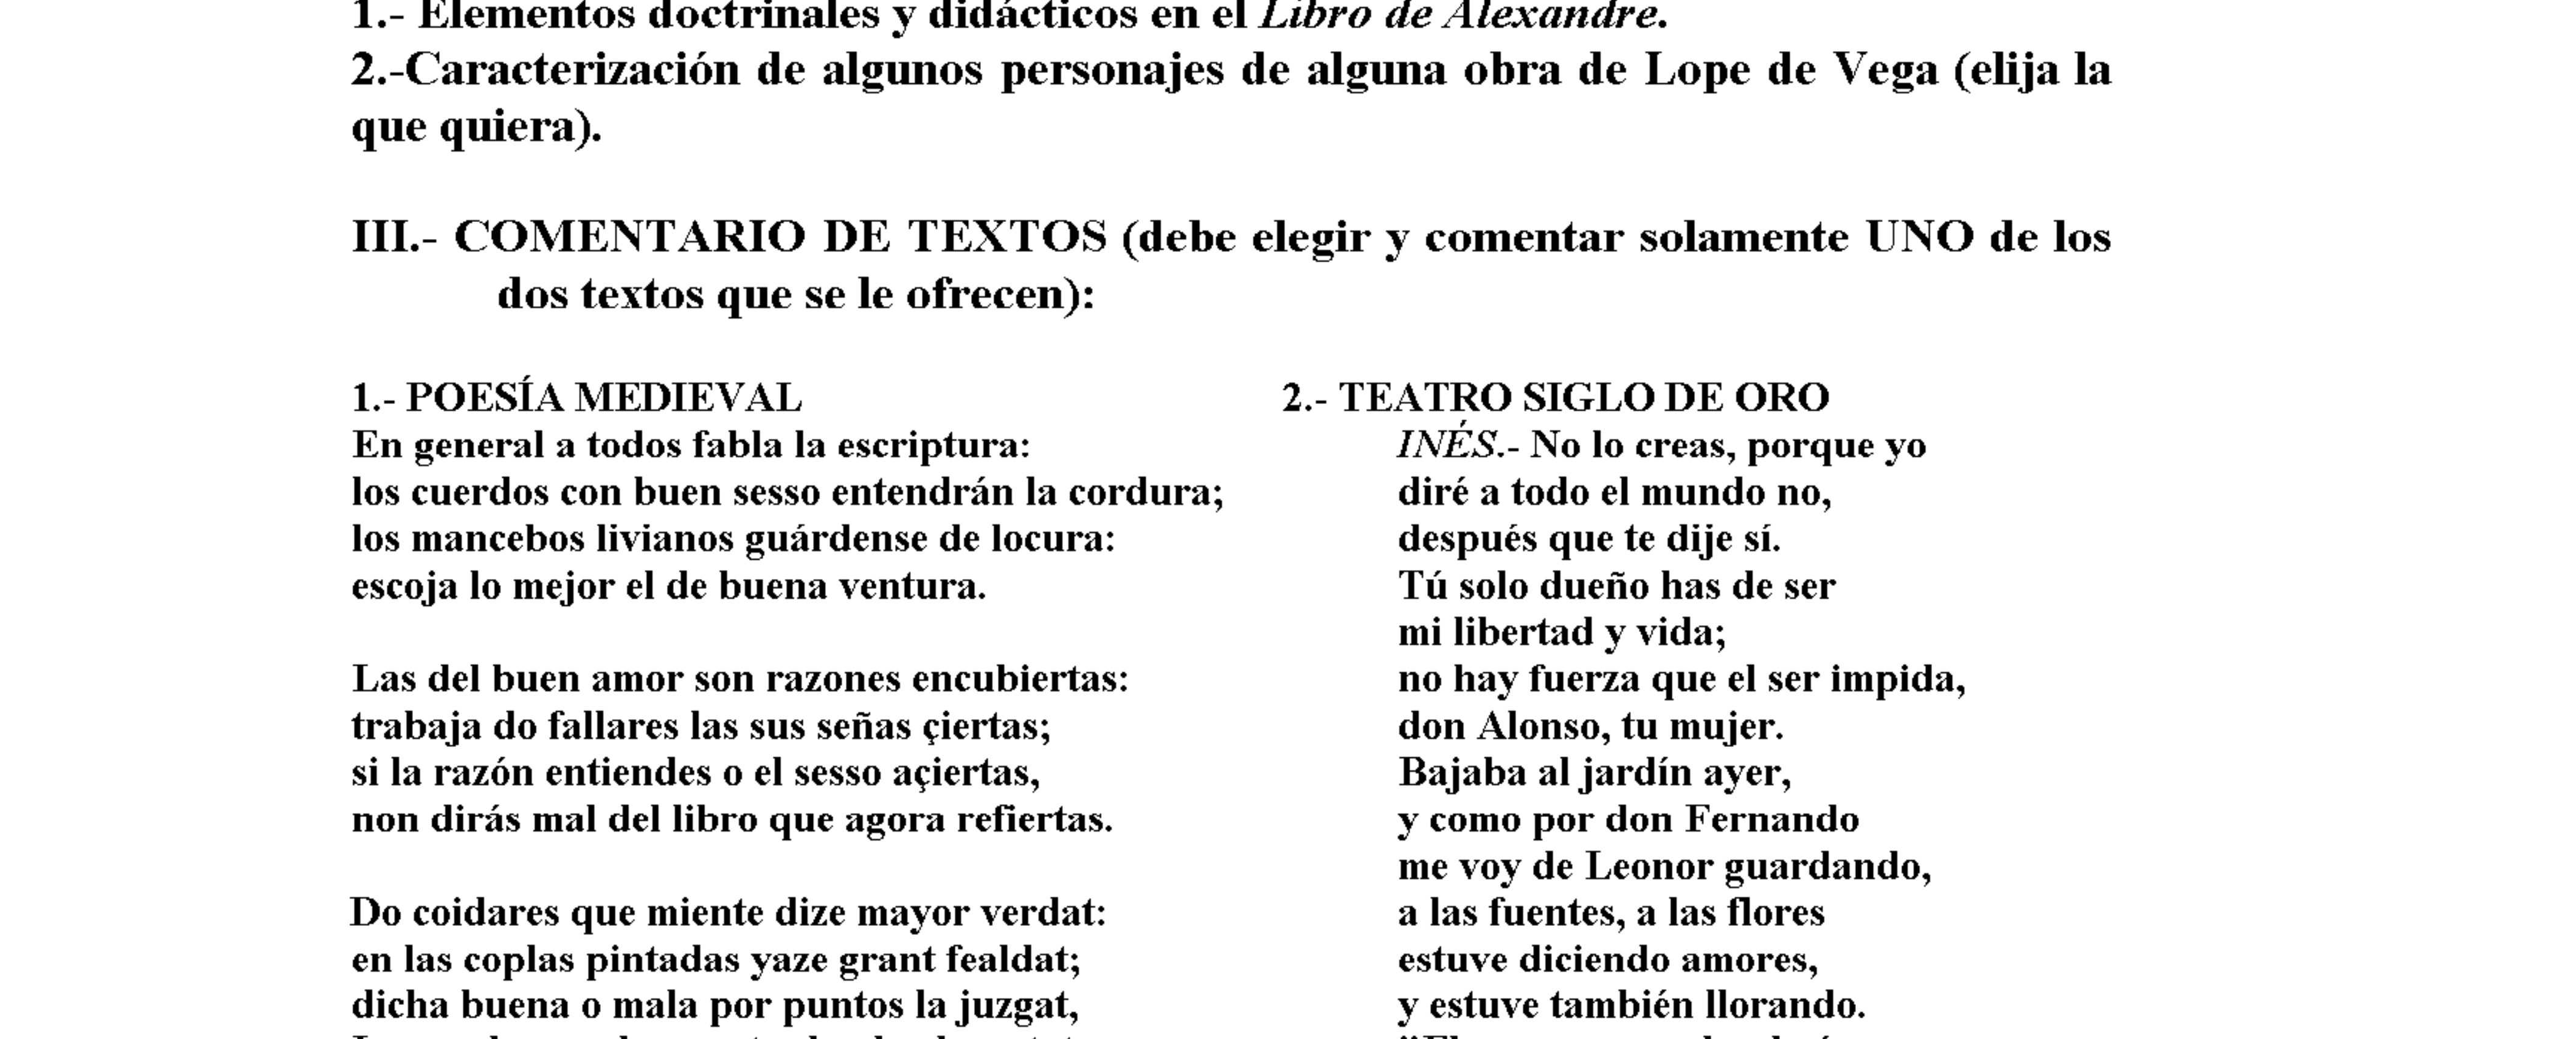 1.- Elementos doctrinales y didácticos en el Libro de Alexandre.
2.-Caracterización de algunos personajes de alguna obra de Lope de Vega (elija la
que quiera).
III.- COMENTARIO DE TEXTOS (debe elegir y comentar solamente UNO de los
dos textos que se le ofrecen):
1.- POESÍA MEDIEVAL
En general a todos fabla la escriptura:
los cuerdos con buen sesso entendrán la cordura;
los mancebos livianos guárdense de locura:
escoja lo mejor el de buena ventura.
Las del buen amor son razones encubiertas:
trabaja do fallares las sus señas çiertas;
si la razón entiendes o el sesso açiertas,
non dirás mal del libro que agora refiertas.
Do coidares que miente dize mayor verdat:
en las coplas pintadas yaze grant fealdat;
dicha buena o mala por puntos la juzgat,
2.- TEATRO SIGLO DE ORO
INÉS.- No lo creas, porque yo
diré a todo el mundo no,
después que te dije sí.
Tú solo dueño has de ser
mi libertad y vida;
no hay fuerza que el ser impida,
don Alonso, tu mujer.
Bajaba al jardín ayer,
y como por don Fernando
me voy de Leonor guardando,
a las fuentes, a las flores
estuve diciendo amores,
y estuve también llorando.